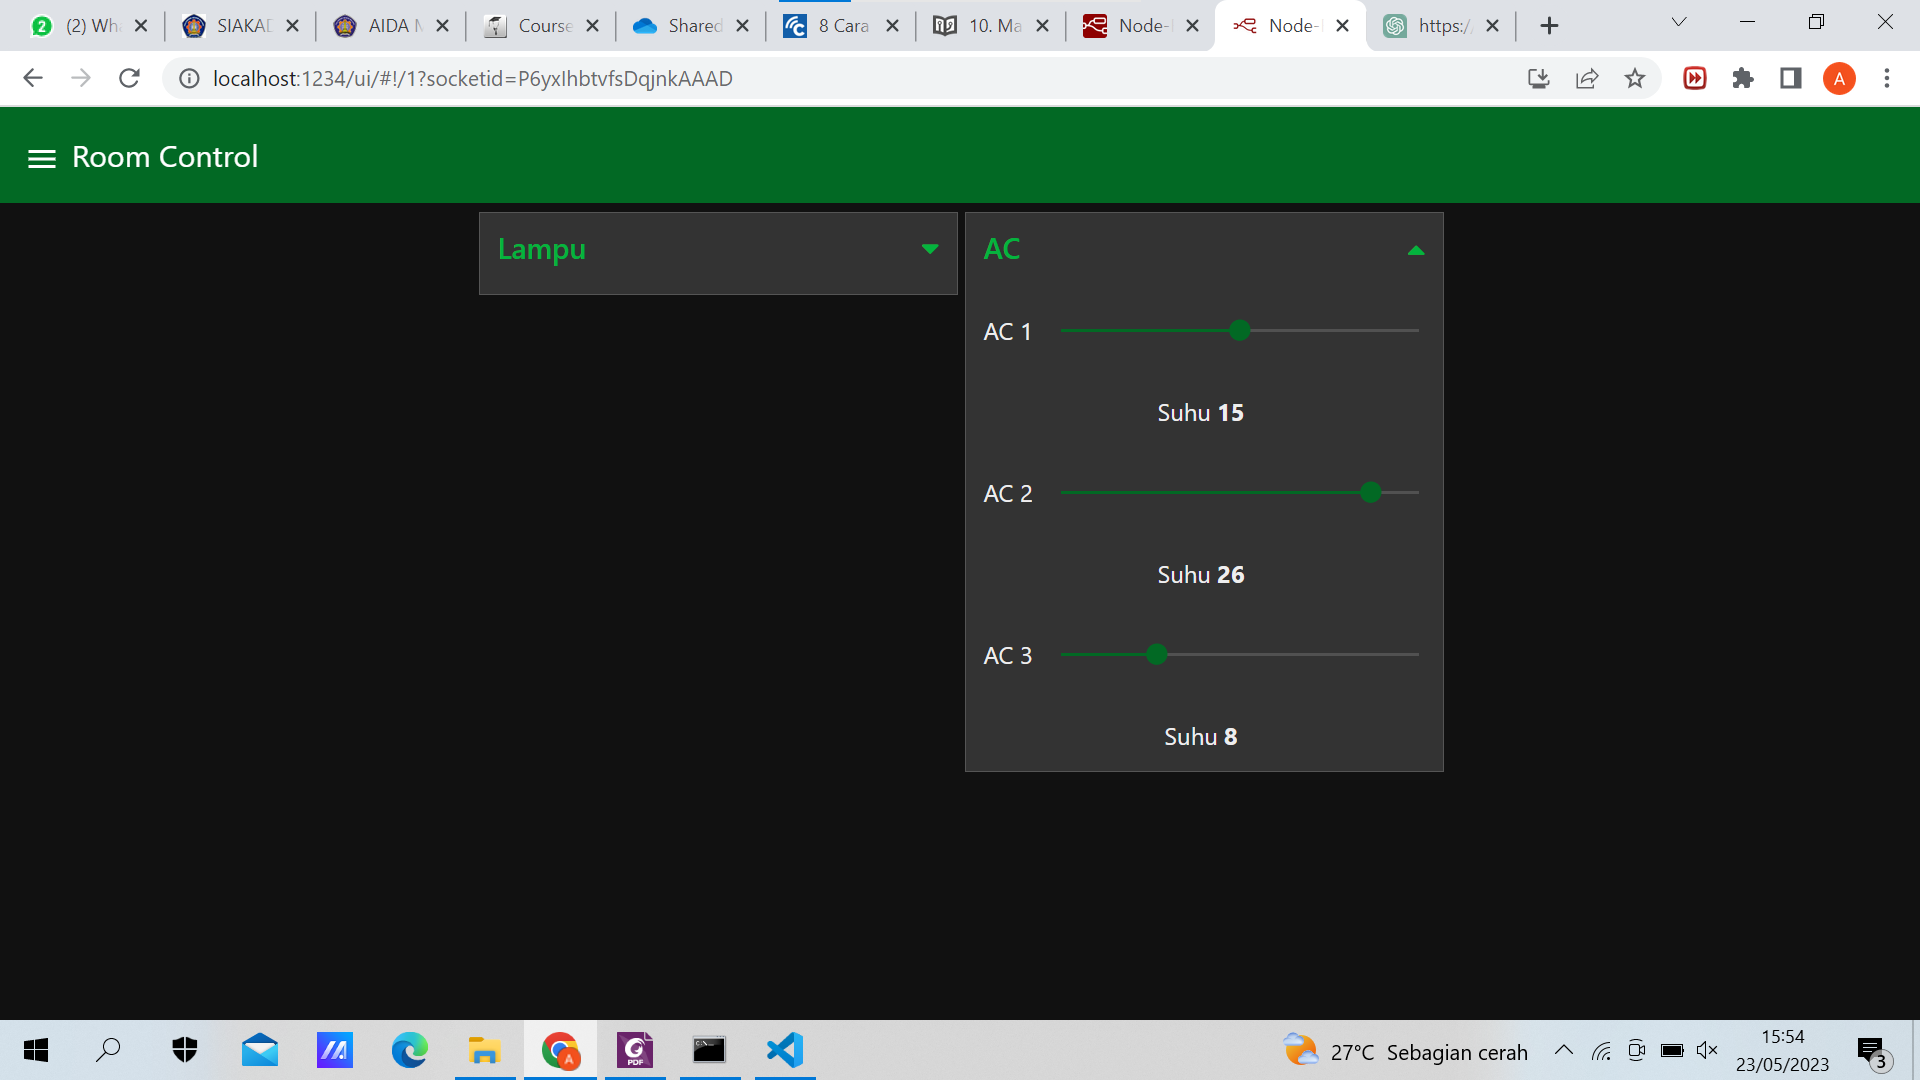 (2) Wh
SIAKAD
AIDA M
Course
Shared
8 Cara
10. Ma
Node-
Node-
https:/
localhost:1234/ui/#!/1?socketid=P6yxIhbtvfsDqjnkAAAD
A
Room Control
Lampu
AC
AC 1
Suhu 15
AC 2
Suhu 26
AC 3
Suhu 8
27°C Sebagian cerah
15:54
23/05/2023
3